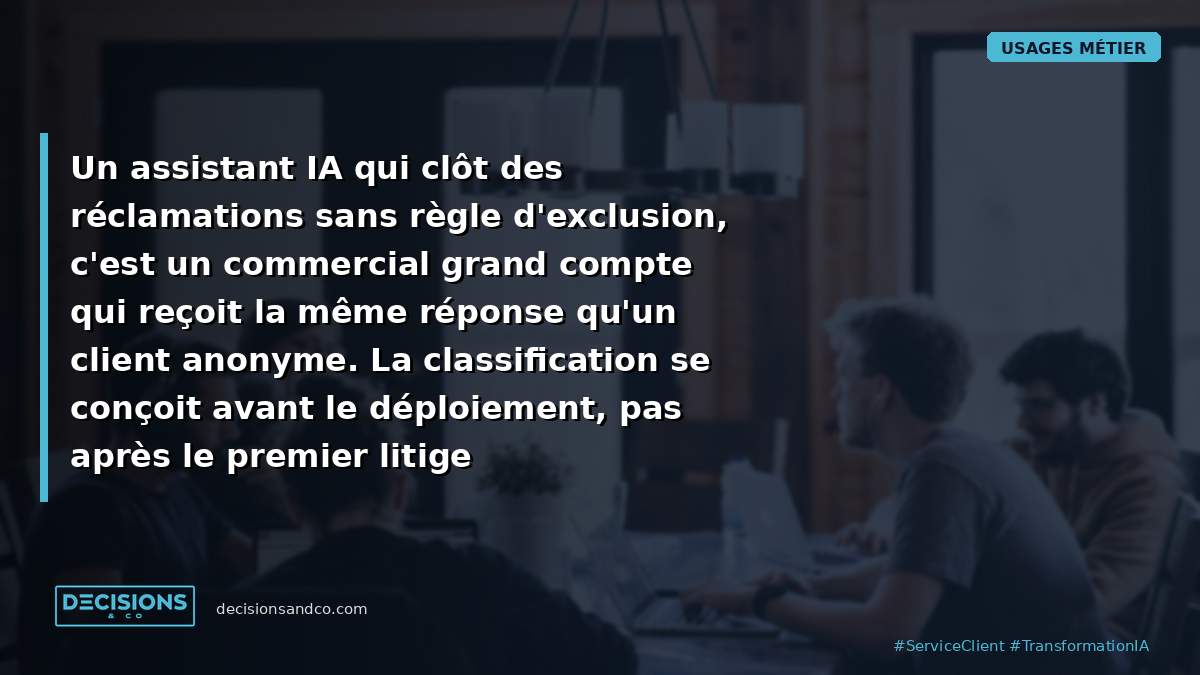 USAGES MÉTIER
Un assistant IA qui clôt des
réclamations sans règle d'exclusion,
c'est un commercial grand compte
qui reçoit la même réponse qu'un
client anonyme. La classification se
conçoit avant le déploiement, pas
après le premier litige
DECISIONS
& CO
decisionsandco.com
#ServiceClient #TransformationIA